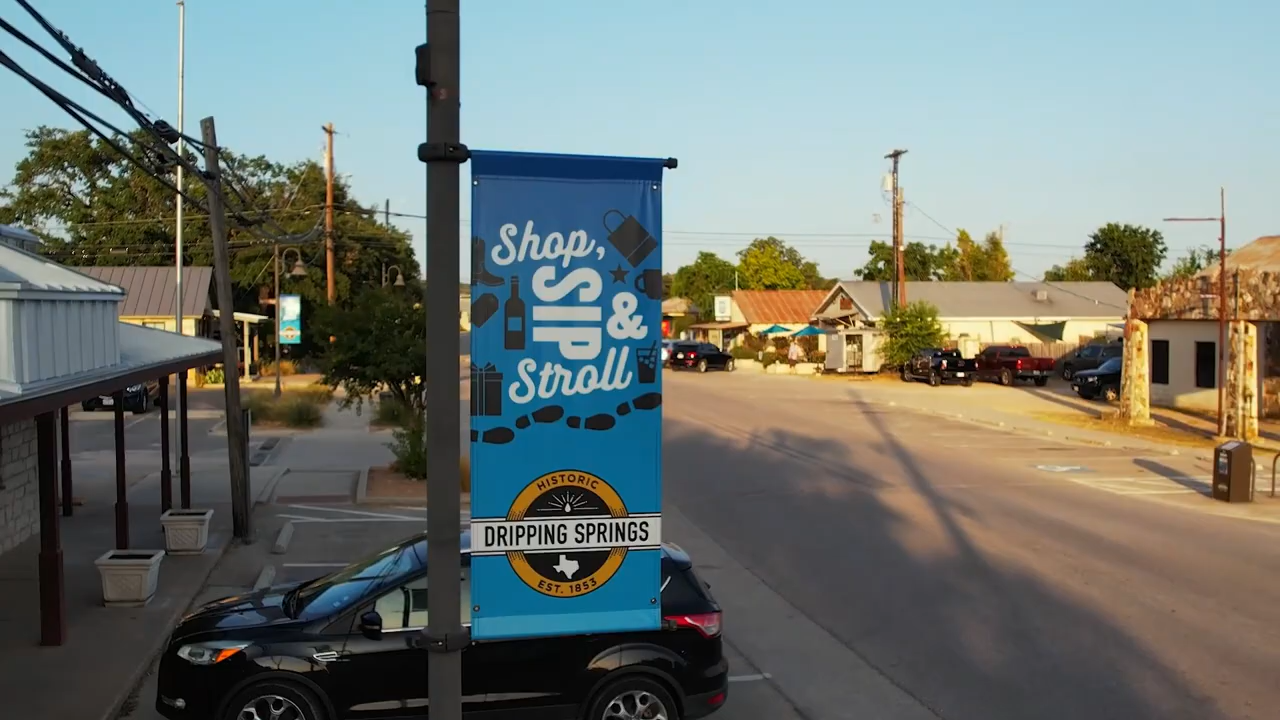 Shop,
SIP
&
Stroll
HISTORIC
DRIPPING SPRINGS
EST. 1853